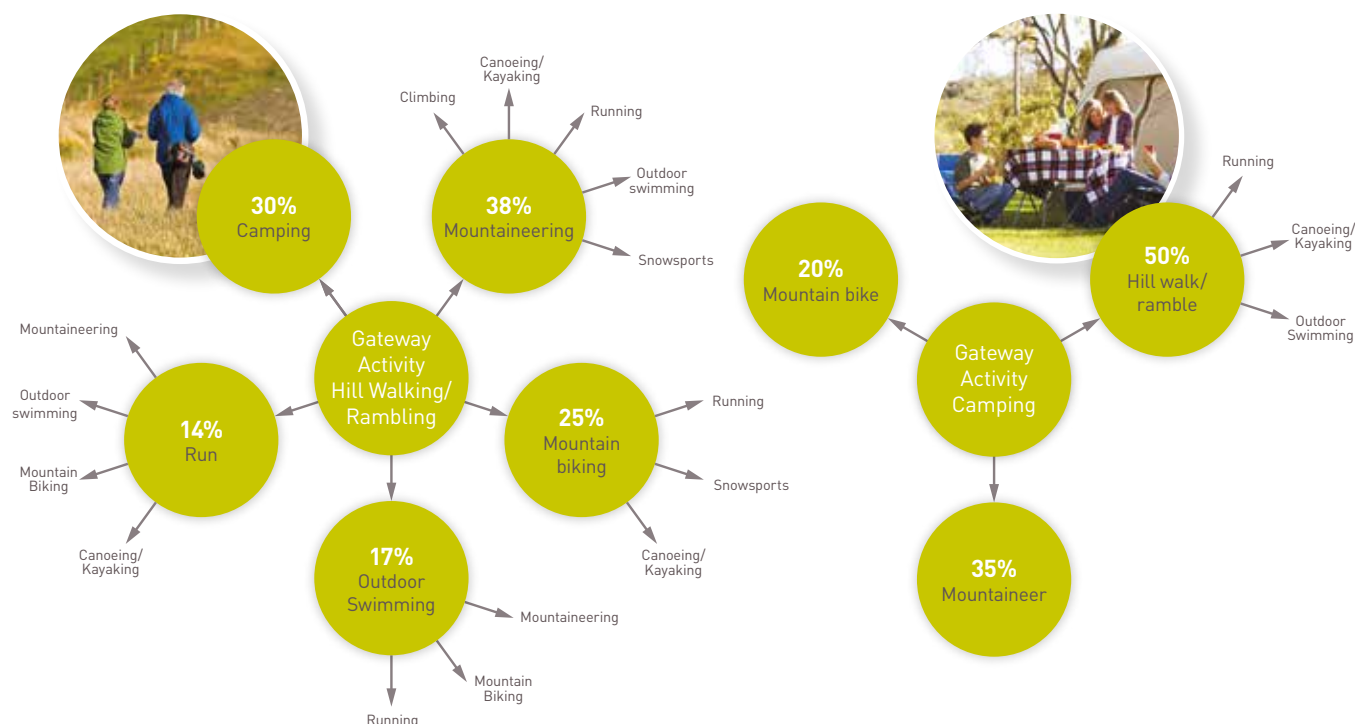 Canoeing/
Kayaking
Climbing
Running
Outdoor
swimming
Snowsports
38%
Mountaineering
30%
Camping
Gateway
Activity
Hill Walking/
Rambling
Mountaineering
Outdoor
swimming
Mountain
Biking
Canoeing/
Kayaking
14%
Run
25%
Mountain
biking
Running
Snowsports
Canoeing/
Kayaking
17%
Outdoor
Swimming
Mountaineering
Mountain
Biking
Running
20%
Mountain bike
Gateway
Activity
Camping
50%
Hill walk/
ramble
Running
Canoeing/
Kayaking
Outdoor
Swimming
35%
Mountaineer